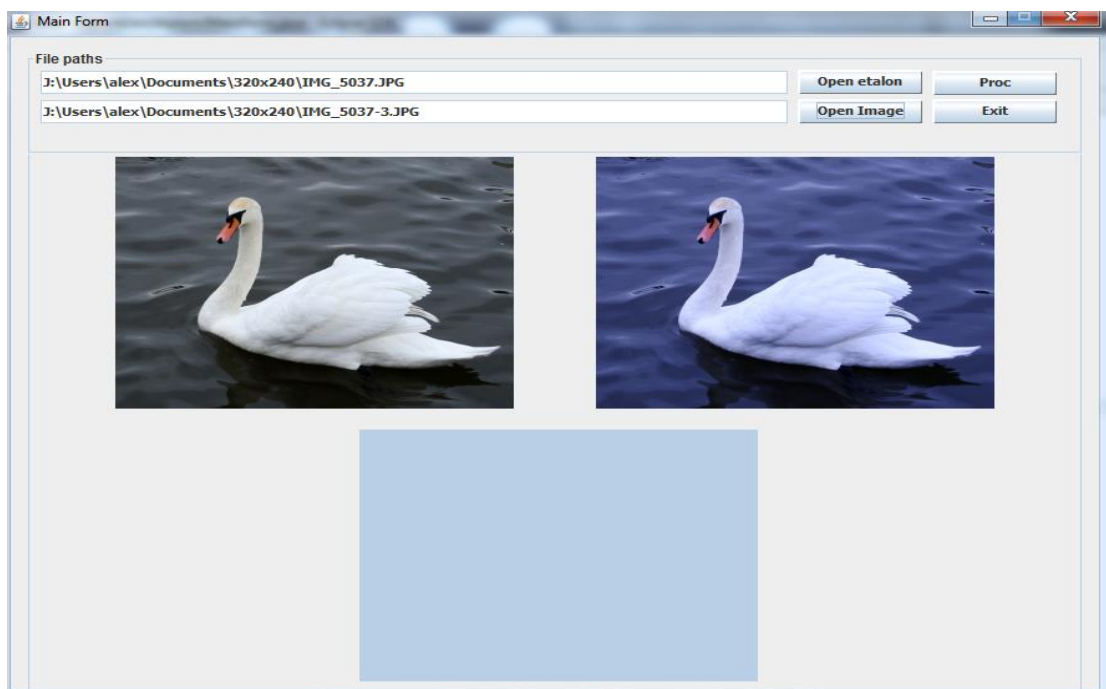 Main Form
File paths
J:\Users\alex\Documents\320x240\IMG_5037.JPG
Open etalon
Proc
J:\Users\alex\Documents\320x240\IMG_5037-3.JPG
Open Image
Exit